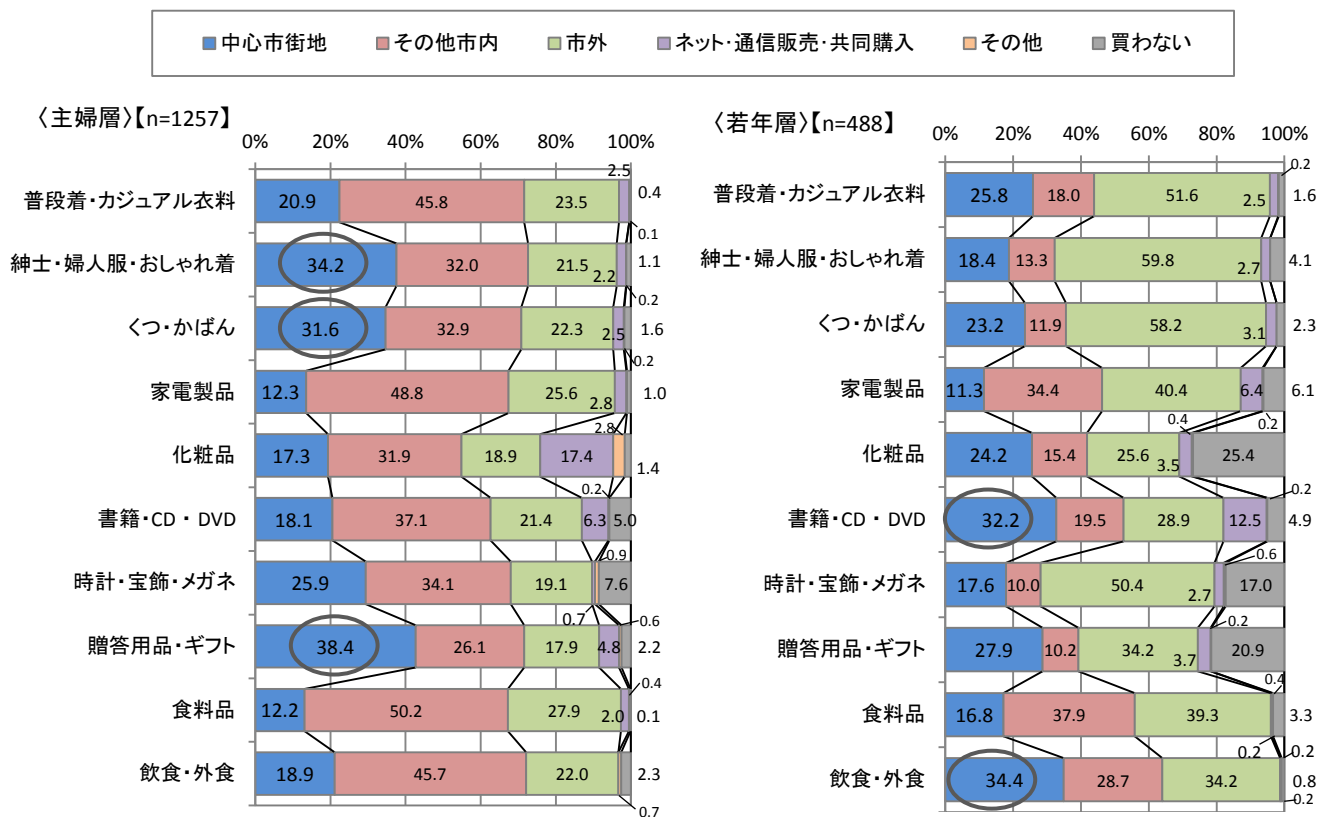 中心市街地 その他市内 市外 ネット・通信販売・共同購入 その他 買わない
〈主婦層〉【n=1257】
0% 20% 40% 60% 80% 100%
普段着・カジュアル衣料 20.9 45.8 23.5 2.5 0.4
0.1
紳士・婦人服・おしゃれ着 34.2 32.0 21.5 2.2 1.1
0.2
くつ・かばん 31.6 32.9 22.3 2.5 1.6
0.2
家電製品 12.3 48.8 25.6 2.8 1.0
化粧品 17.3 31.9 18.9 17.4 2.8 1.4
書籍・CD・DVD 18.1 37.1 21.4 6.3 0.2 5.0
時計・宝飾・メガネ 25.9 34.1 19.1 0.7 0.9 7.6
贈答用品・ギフト 38.4 26.1 17.9 4.8 0.6 2.2
食料品 12.2 50.2 27.9 2.0 0.4 0.1
飲食・外食 18.9 45.7 22.0 0.7 2.3
〈若年層〉【n=488】
0% 20% 40% 60% 80% 100%
普段着・カジュアル衣料 25.8 18.0 51.6 2.5 0.2 1.6
紳士・婦人服・おしゃれ着 18.4 13.3 59.8 2.7 4.1
くつ・かばん 23.2 11.9 58.2 3.1 2.3
家電製品 11.3 34.4 40.4 6.4 0.2 6.1
化粧品 24.2 15.4 25.6 3.5 0.4 25.4
書籍・CD・DVD 32.2 19.5 28.9 12.5 0.2 4.9
時計・宝飾・メガネ 17.6 10.0 50.4 2.7 0.6 17.0
贈答用品・ギフト 27.9 10.2 34.2 3.7 0.2 20.9
食料品 16.8 37.9 39.3 0.2 0.4 3.3
飲食・外食 34.4 28.7 34.2 0.2 0.2 0.8